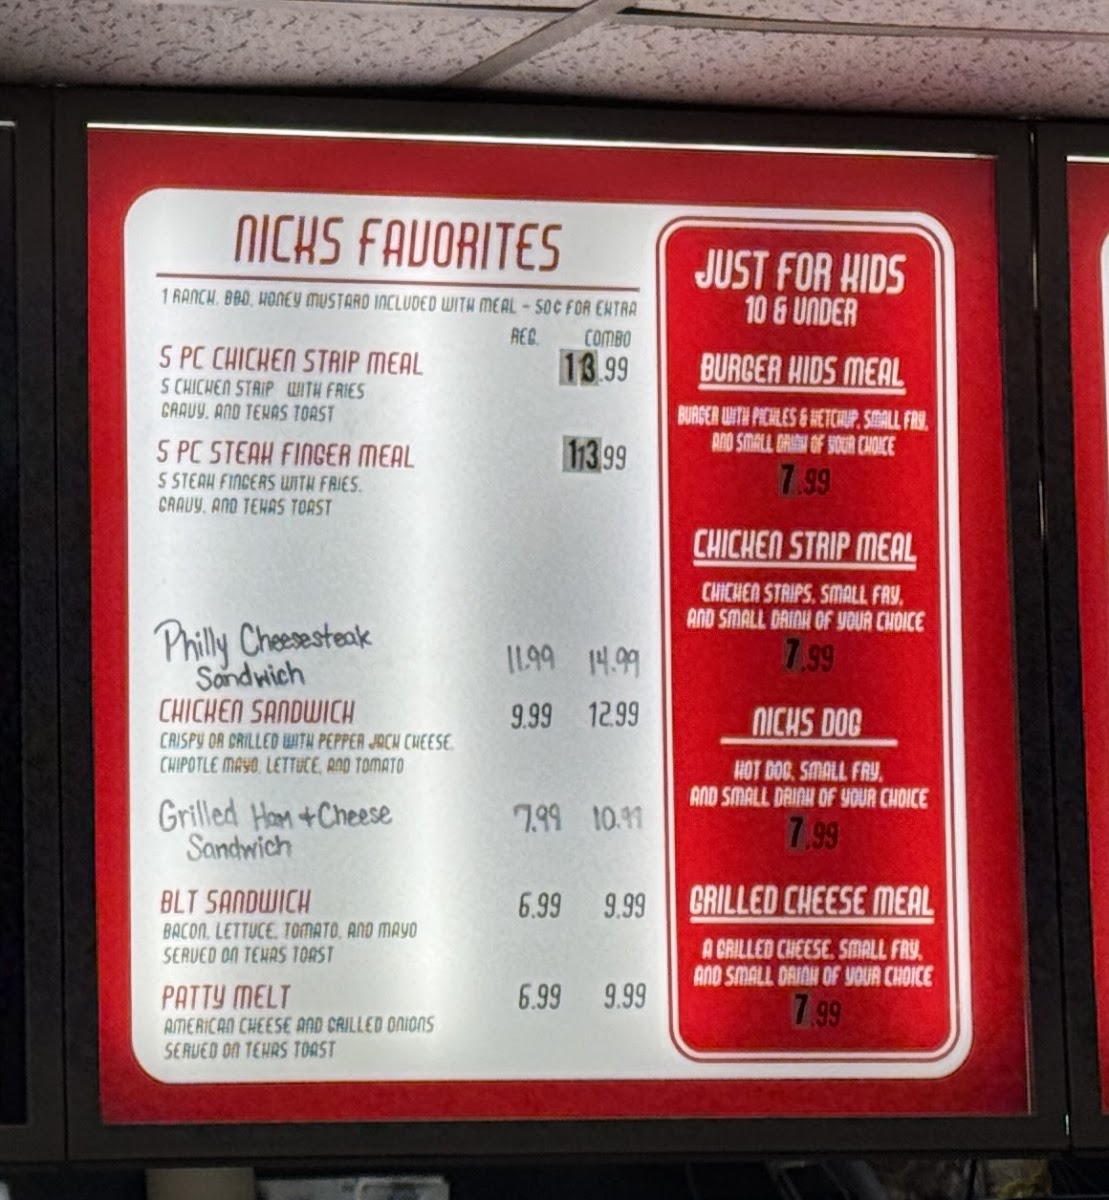 NICKS FAVORITES
1 RANCH, BBQ, HONEY MUSTARD INCLUDED WITH MEAL - 50¢ FOR EXTRA
REG. COMBO
5 PC CHICKEN STRIP MEAL 13.99
5 CHICKEN STRIP WITH FRIES
GRAVY, AND TEXAS TOAST
5 PC STEAK FINGER MEAL 13.99
5 STEAK FINGERS WITH FRIES,
GRAVY, AND TEXAS TOAST
Philly Cheesesteak
Sandwich 11.99 14.99
CHICKEN SANDWICH 9.99 12.99
CRISPY OR GRILLED WITH PEPPER JACK CHEESE,
CHIPOTLE MAYO, LETTUCE, AND TOMATO
Grilled Ham + Cheese 7.99 10.99
Sandwich
BLT SANDWICH 6.99 9.99
BACON, LETTUCE, TOMATO, AND MAYO
SERVED ON TEXAS TOAST
PATTY MELT 6.99 9.99
AMERICAN CHEESE AND GRILLED ONIONS
SERVED ON TEXAS TOAST
JUST FOR KIDS
10 & UNDER
BURGER KIDS MEAL
BURGER WITH PICKLES & KETCHUP, SMALL FRY,
AND SMALL DRINK OF YOUR CHOICE
7.99
CHICKEN STRIP MEAL
CHICKEN STRIPS, SMALL FRY,
AND SMALL DRINK OF YOUR CHOICE
7.99
NICKS DOG
HOT DOG, SMALL FRY,
AND SMALL DRINK OF YOUR CHOICE
7.99
GRILLED CHEESE MEAL
A GRILLED CHEESE, SMALL FRY,
AND SMALL DRINK OF YOUR CHOICE
7.99